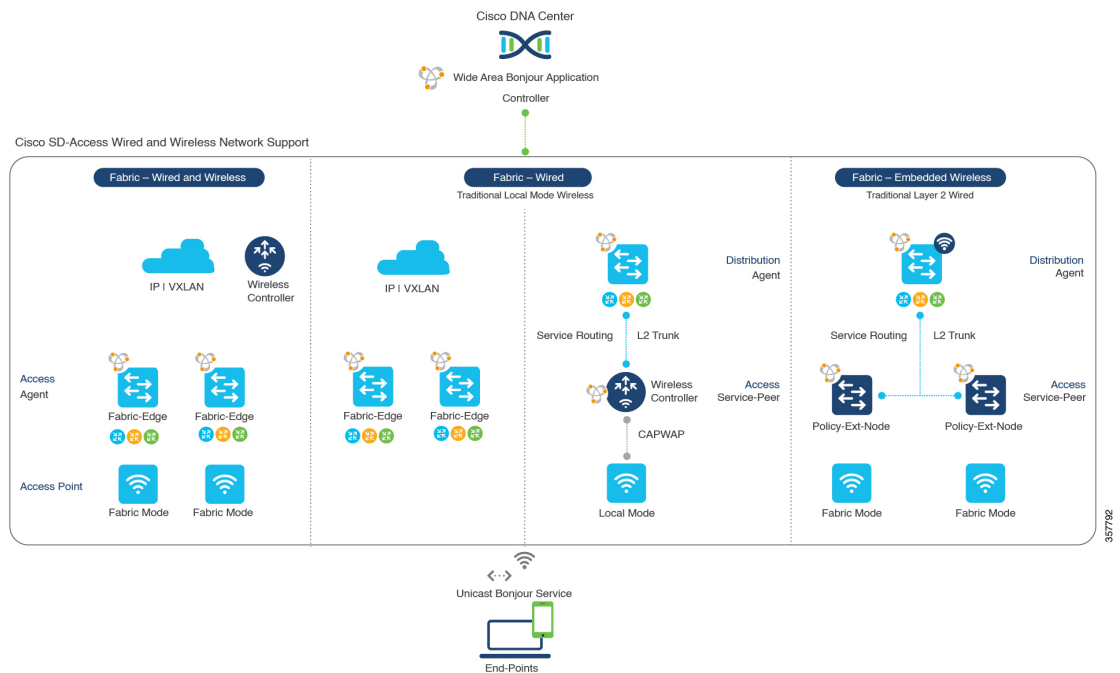 Cisco DNA Center
Wide Area Bonjour Application
Controller
Cisco SD-Access Wired and Wireless Network Support
Fabric – Wired and Wireless
IP | VXLAN
Wireless
Controller
Access
Agent
Fabric-Edge
Fabric-Edge
Access Point
Fabric Mode
Fabric Mode
Fabric – Wired
Traditional Local Mode Wireless
IP | VXLAN
Fabric-Edge
Fabric-Edge
Distribution
Agent
Service Routing
L2 Trunk
Wireless
Controller
Access
Service-Peer
CAPWAP
Local Mode
Fabric – Embedded Wireless
Traditional Layer 2 Wired
Distribution
Agent
Service Routing
L2 Trunk
Access
Service-Peer
Policy-Ext-Node
Policy-Ext-Node
Fabric Mode
Fabric Mode
357792
Unicast Bonjour Service
End-Points